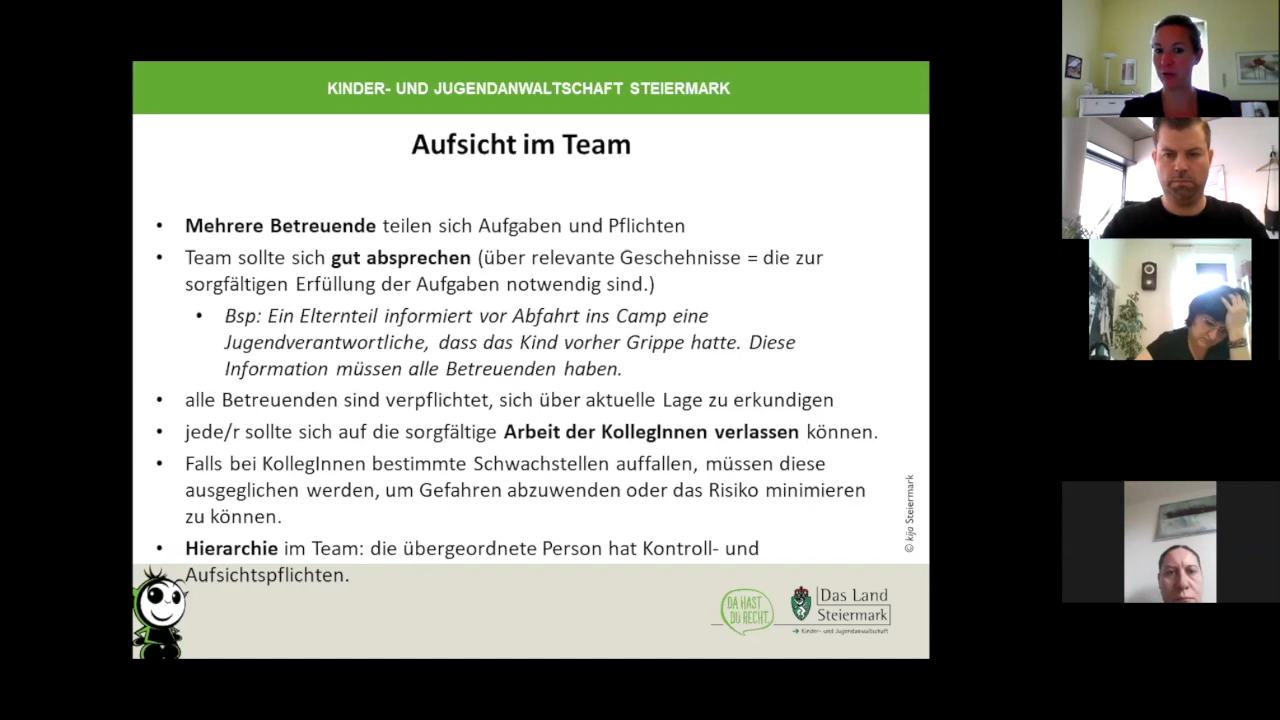 KINDER- UND JUGENDANWALTSCHAFT STEIERMARK
Aufsicht im Team
• Mehrere Betreuende teilen sich Aufgaben und Pflichten
• Team sollte sich gut absprechen (über relevante Geschehnisse = die zur
sorgfältigen Erfüllung der Aufgaben notwendig sind.)
• Bsp: Ein Elternteil informiert vor Abfahrt ins Camp eine
Jugendverantwortliche, dass das Kind vorher Grippe hatte. Diese
Information müssen alle Betreuenden haben.
• alle Betreuenden sind verpflichtet, sich über aktuelle Lage zu erkundigen
• jede/r sollte sich auf die sorgfältige Arbeit der KollegInnen verlassen können.
• Falls bei KollegInnen bestimmte Schwachstellen auffallen, müssen diese
ausgeglichen werden, um Gefahren abzuwenden oder das Risiko minimieren
zu können.
• Hierarchie im Team: die übergeordnete Person hat Kontroll- und
Aufsichtspflichten.
© kija Steiermark
DA HAST
DU RECHT
Das Land
Steiermark
➔ Kinder- und Jugendanwaltschaft